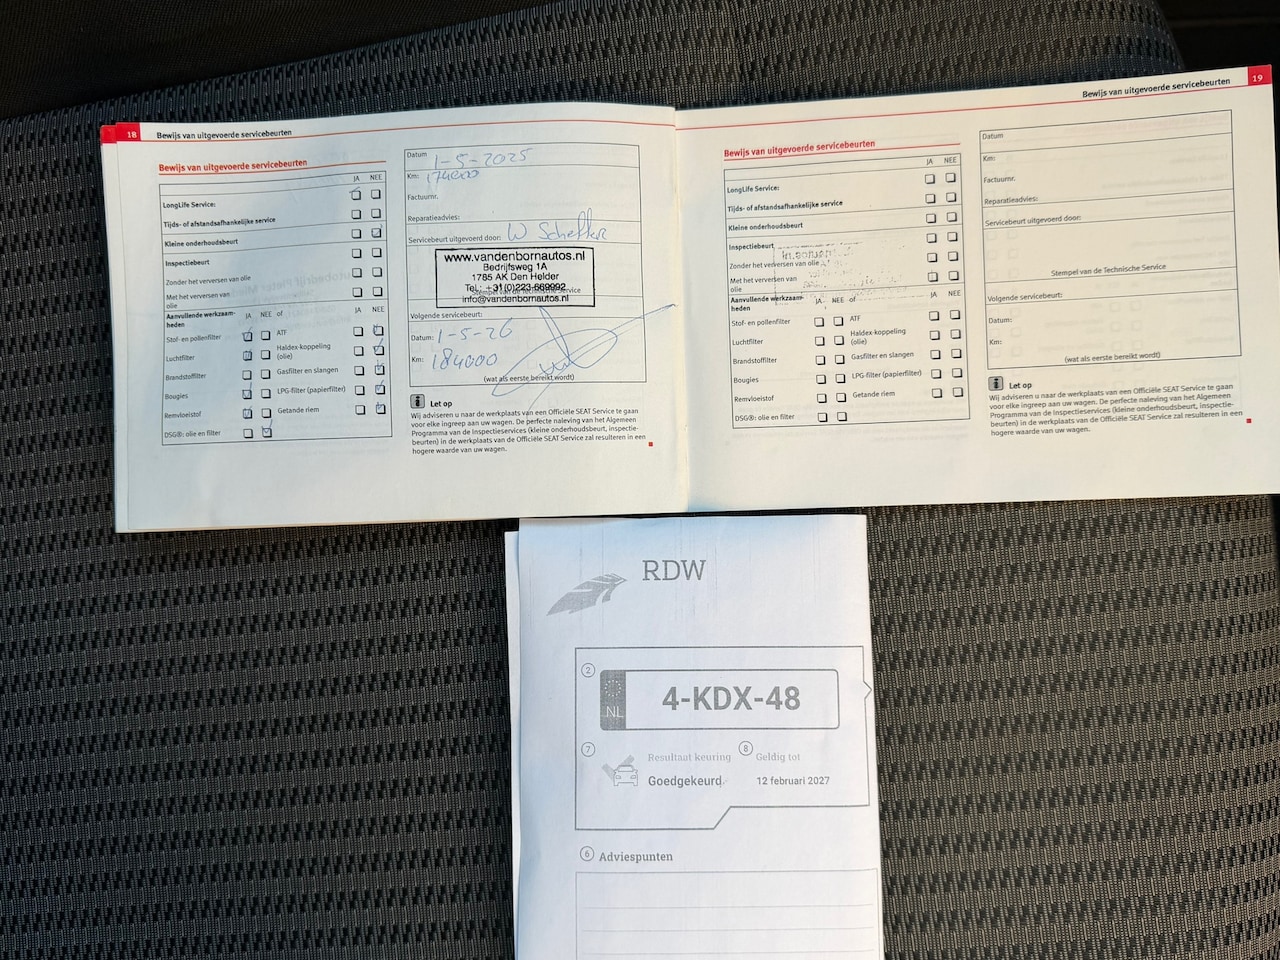 18 Bewijs van uitgevoerde servicebeurten
Bewijs van uitgevoerde servicebeurten
JA NEE
LongLife Service:
Tijds- of afstandsafhankelijke service
Kleine onderhoudsbeurt
Inspectiebeurt
Zonder het verversen van olie
Met het verversen van
olie
Aanvullende werkzaam-
heden
JA NEE of
JA NEE
Stof- en pollenfilter
ATF
Luchtfilter
Haldex-koppeling
(olie)
Brandstoffilter
Gasfilter en slangen
Bougies
LPG-filter (papierfilter)
Remvloeistof
Getande riem
DSG®: olie en filter
Datum 1-5-2025
Km: 174000
Factuurnr.
Reparatieadvies:
Servicebeurt uitgevoerd door: W Scheffer
www.vandenbornautos.nl
Bedrijfsweg 1A
1785 AK Den Helder
Tel.: +31(0)223-669992
Stempel van de Technische Service
info@vandenbornautos.nl
Volgende servicebeurt:
Datum: 1-5-26
Km: 184000
(wat als eerste bereikt wordt)
Let op
Wij adviseren u naar de werkplaats van een Officiële SEAT Service te gaan
voor elke ingreep aan uw wagen. De perfecte naleving van het Algemeen
Programma van de Inspectieservices (kleine onderhoudsbeurt, inspectie-
beurten) in de werkplaats van de Officiële SEAT Service zal resulteren in een
hogere waarde van uw wagen.
Bewijs van uitgevoerde servicebeurten 19
Bewijs van uitgevoerde servicebeurten
JA NEE
LongLife Service:
Tijds- of afstandsafhankelijke service
Kleine onderhoudsbeurt
Inspectiebeurt
Zonder het verversen van olie
Met het verversen van
olie
Aanvullende werkzaam-
heden
JA NEE of
JA NEE
Stof- en pollenfilter
ATF
Luchtfilter
Haldex-koppeling
(olie)
Brandstoffilter
Gasfilter en slangen
Bougies
LPG-filter (papierfilter)
Remvloeistof
Getande riem
DSG®: olie en filter
Datum
Km:
Factuurnr.
Reparatieadvies:
Servicebeurt uitgevoerd door:
Stempel van de Technische Service
Volgende servicebeurt:
Datum:
Km:
(wat als eerste bereikt wordt)
Let op
Wij adviseren u naar de werkplaats van een Officiële SEAT Service te gaan
voor elke ingreep aan uw wagen. De perfecte naleving van het Algemeen
Programma van de Inspectieservices (kleine onderhoudsbeurt, inspectie-
beurten) in de werkplaats van de Officiële SEAT Service zal resulteren in een
hogere waarde van uw wagen.
RDW
2
NL 4-KDX-48
7 Resultaat keuring 8 Geldig tot
Goedgekeurd 12 februari 2027
6 Adviespunten